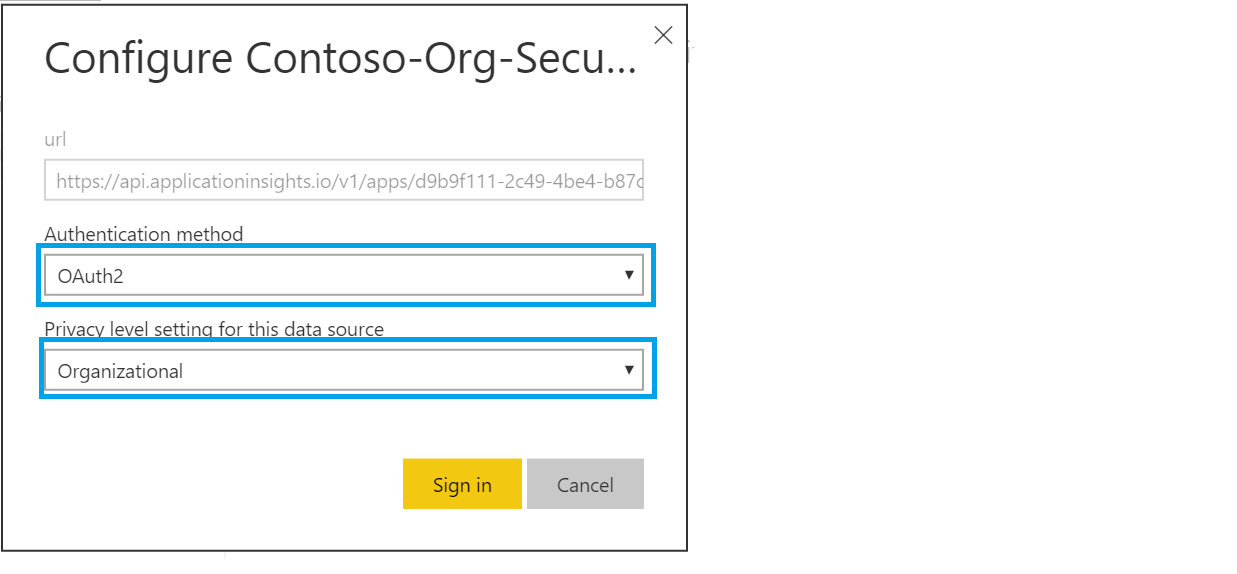 Configure Contoso-Org-Secu...
url
https://api.applicationinsights.io/v1/apps/d9b9f111-2c49-4be4-b87c
Authentication method
OAuth2
Privacy level setting for this data source
Organizational
Sign in Cancel